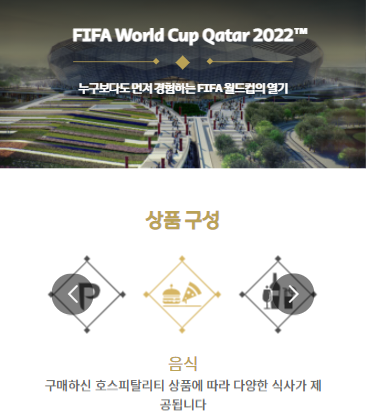 FIFA World Cup Qatar 2022™
누구보다도 먼저 경험하는 FIFA 월드컵의 열기
상품 구성
P
음식
구매하신 호스피탈리티 상품에 따라 다양한 식사가 제
공됩니다